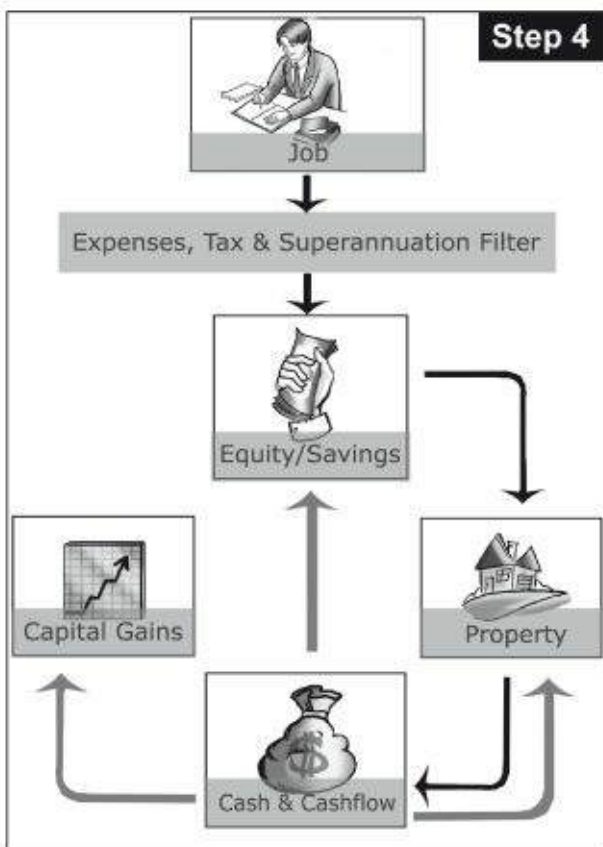 Step 4
Job
Expenses, Tax & Superannuation Filter
Equity/Savings
Capital Gains
Property
$
Cash & Cashflow